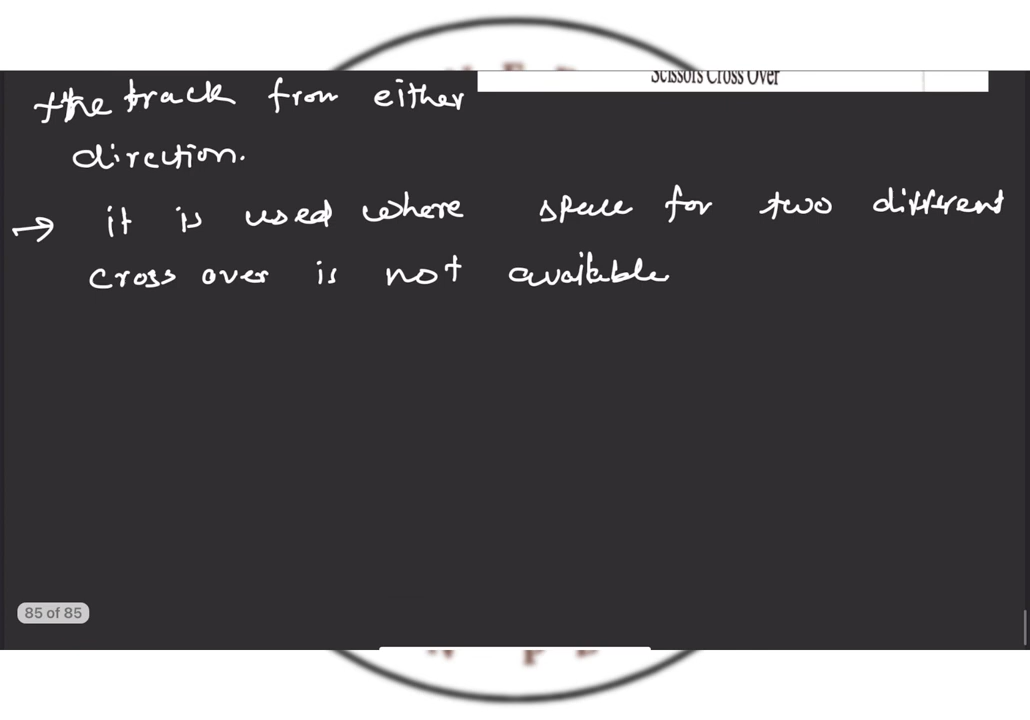 Scissors Cross Over
the track from either
direction.
→ it is used where space for two different
cross over is not available
85 of 85